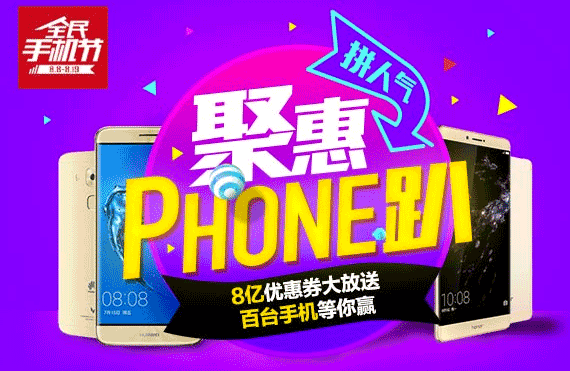 全民
手机节
8.8-8.19
拼人气
聚惠
PHONE趴
8亿优惠券大放送
百台手机等你赢
08:08
10:08
honor